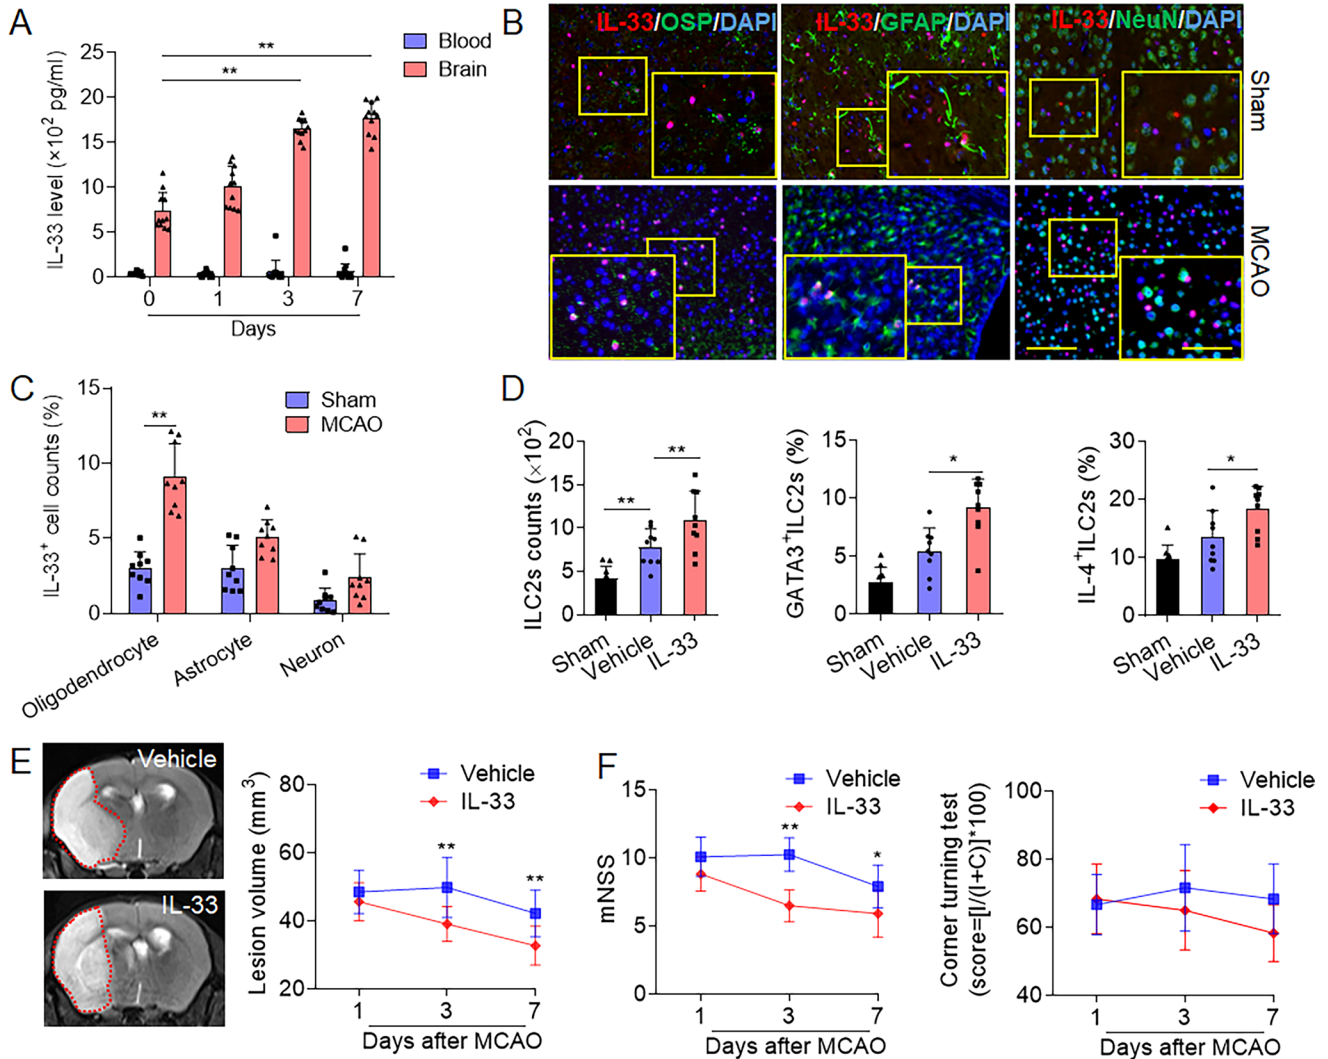 A
IL-33 level (×10² pg/ml)
25
20
15
10
5
0
**
**
Blood
Brain
0 1 3 7
Days
B
IL-33/OSP/DAPI
IL-33/GFAP/DAPI
IL-33/NeuN/DAPI
Sham
MCAO
C
IL-33⁺ cell counts (%)
15
10
5
0
**
Sham
MCAO
Oligodendrocyte
Astrocyte
Neuron
D
ILC2s counts (×10²)
20
15
10
5
0
**
**
Sham
Vehicle
IL-33
GATA3⁺ILC2s (%)
15
10
5
0
*
Sham
Vehicle
IL-33
IL-4⁺ILC2s (%)
30
20
10
0
*
Sham
Vehicle
IL-33
E
Vehicle
IL-33
Lesion volume (mm³)
80
60
40
20
Vehicle
IL-33
**
**
1 3 7
Days after MCAO
F
mNSS
15
10
5
0
Vehicle
IL-33
**
*
1 3 7
Days after MCAO
Corner turning test
(score=[I/(I+C)]*100)
100
80
60
40
Vehicle
IL-33
1 3 7
Days after MCAO